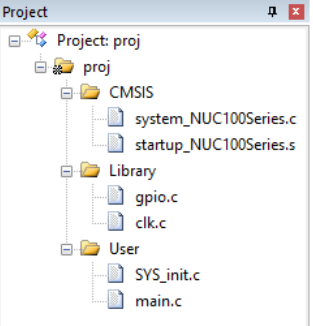 Project
Project: proj
proj
CMSIS
system_NUC100Series.c
startup_NUC100Series.s
Library
gpio.c
clk.c
User
SYS_init.c
main.c